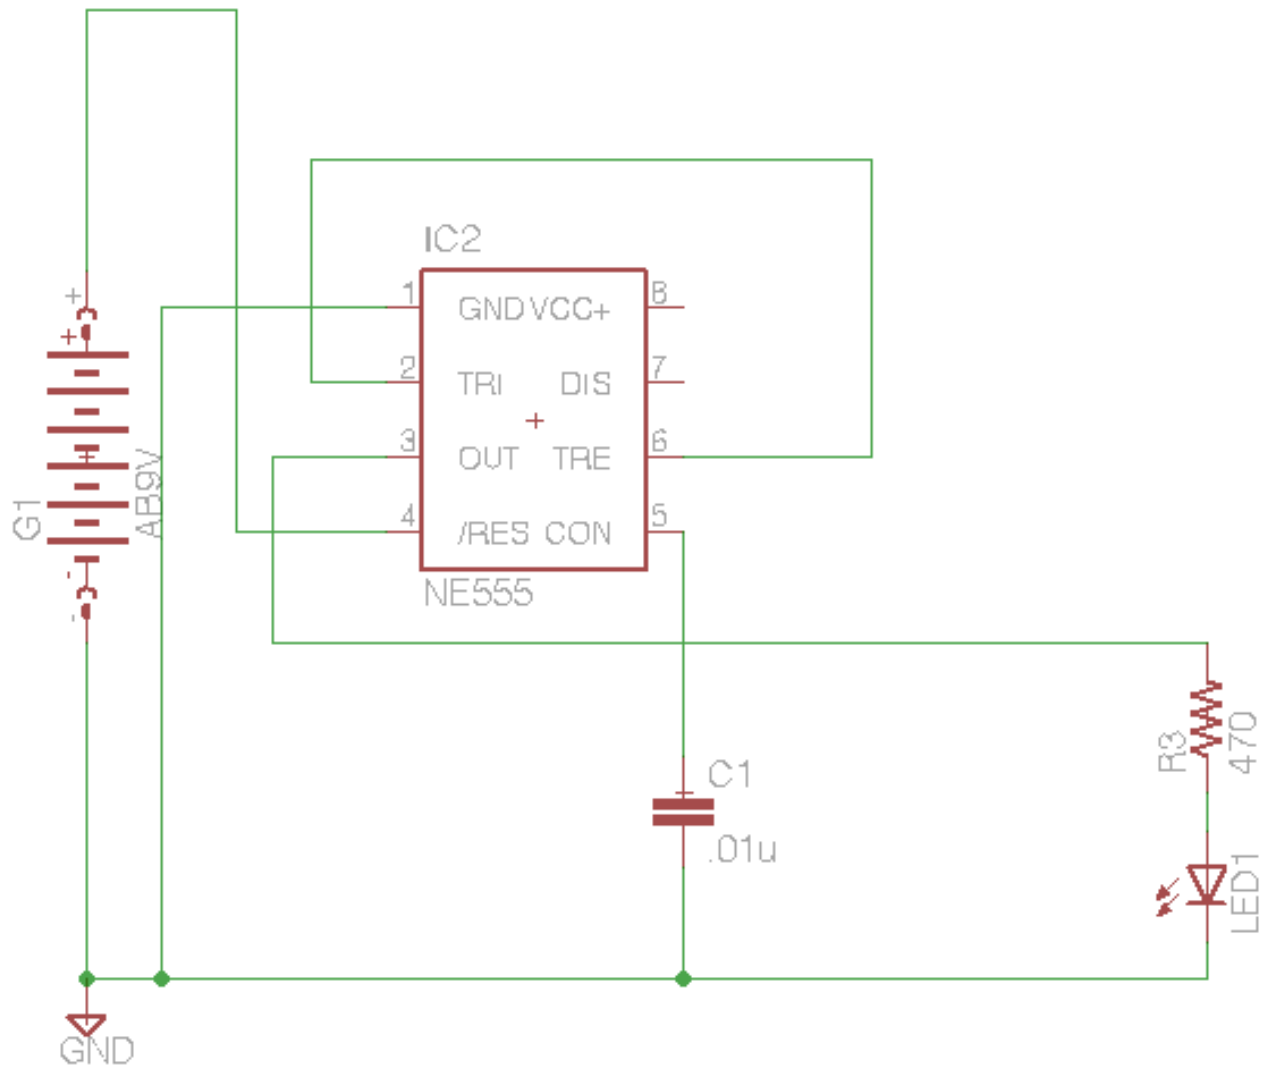 IC2
+
+
1 GND VCC+ 8
2 TRI DIS 7
3 OUT TRE 6
4 /RES CON 5
NE555
G1
AB9V
-
-
C1
.01u
R3
470
LED1
GND